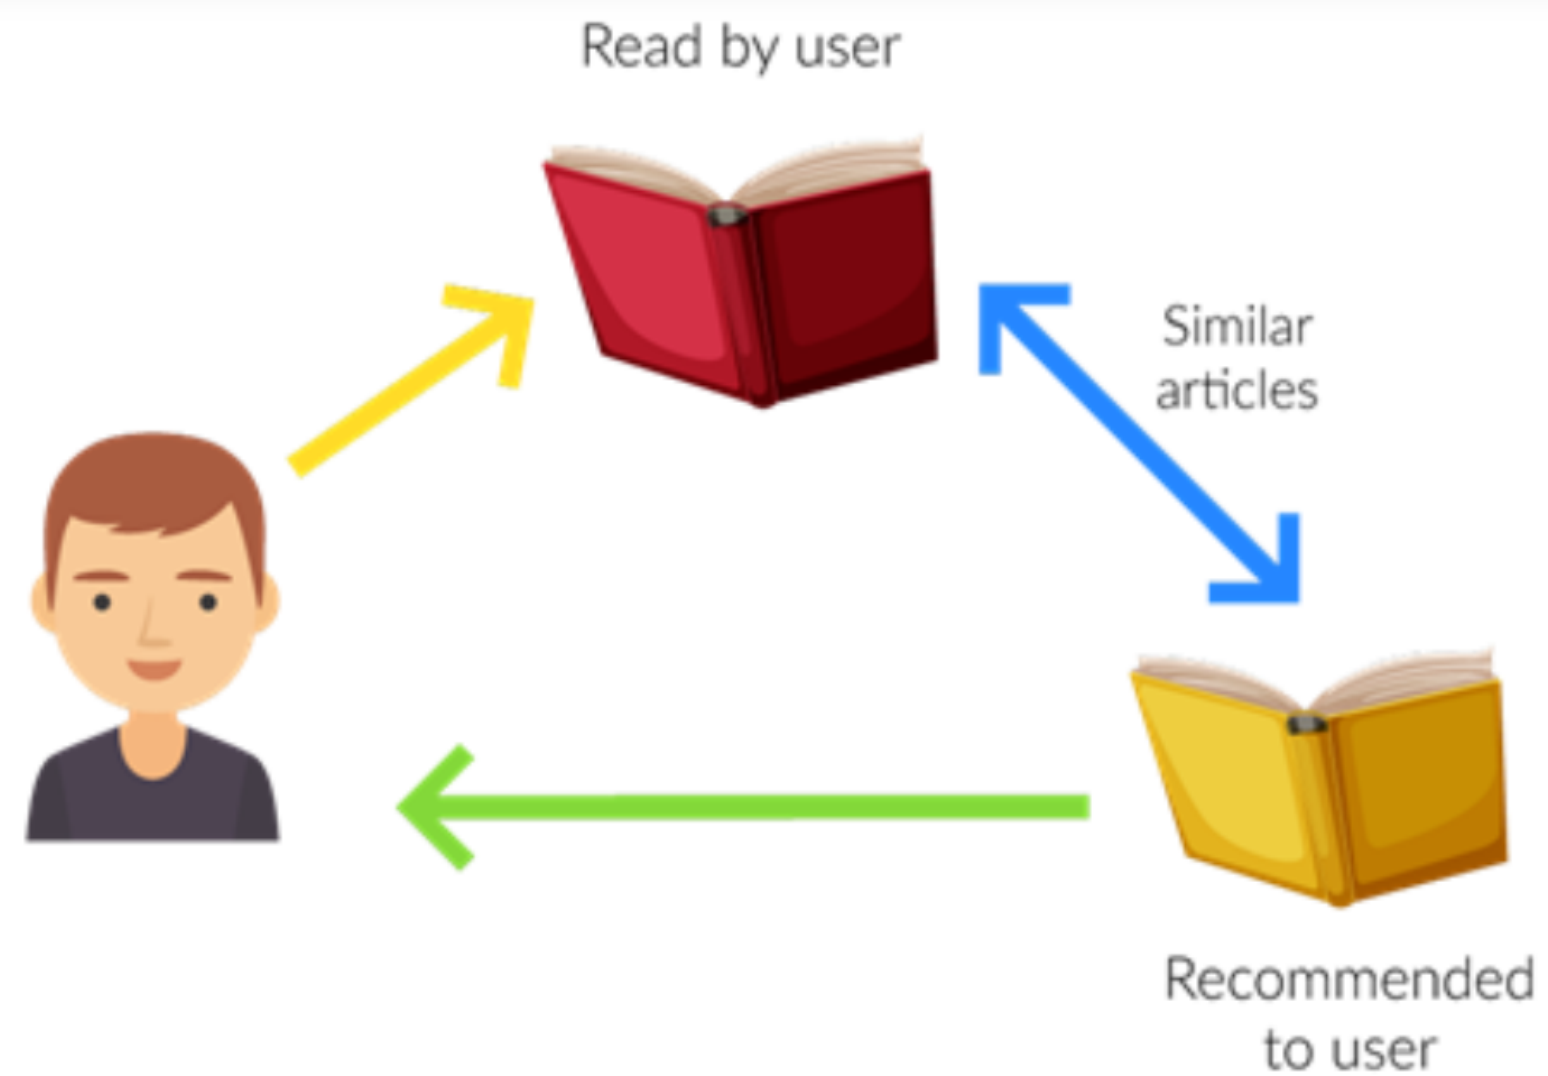 Read by user
Similar
articles
Recommended
to user